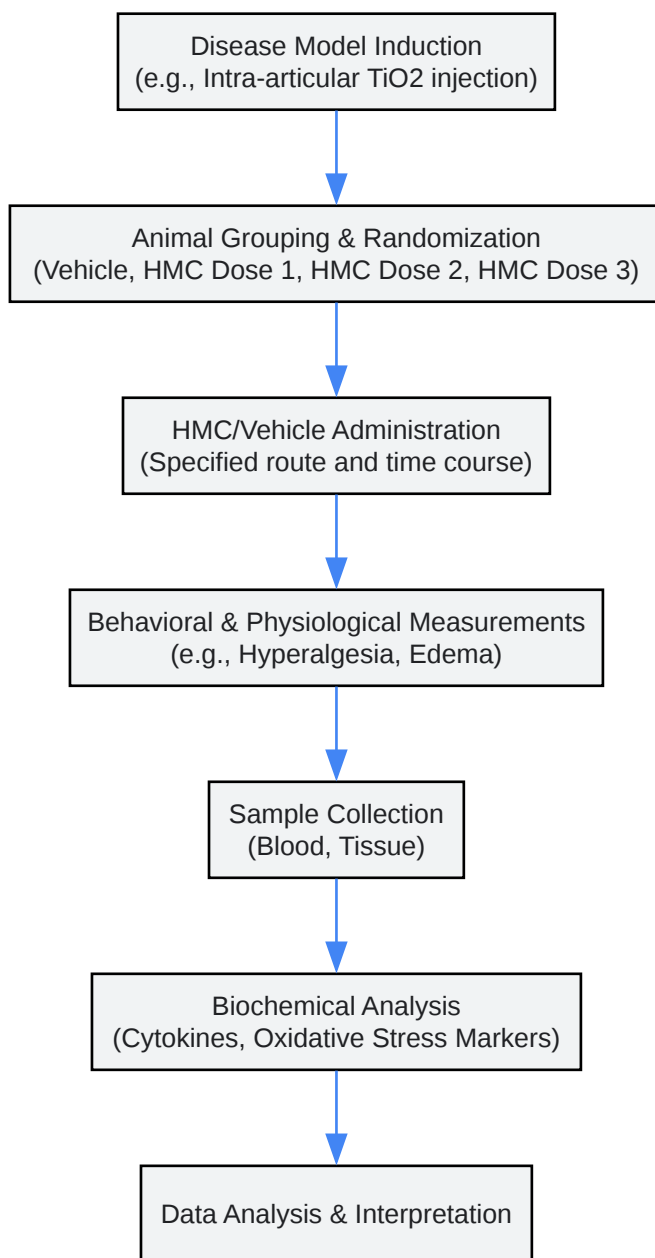 Disease Model Induction
(e.g., Intra-articular TiO2 injection)
Animal Grouping & Randomization
(Vehicle, HMC Dose 1, HMC Dose 2, HMC Dose 3)
HMC/Vehicle Administration
(Specified route and time course)
Behavioral & Physiological Measurements
(e.g., Hyperalgesia, Edema)
Sample Collection
(Blood, Tissue)
Biochemical Analysis
(Cytokines, Oxidative Stress Markers)
Data Analysis & Interpretation